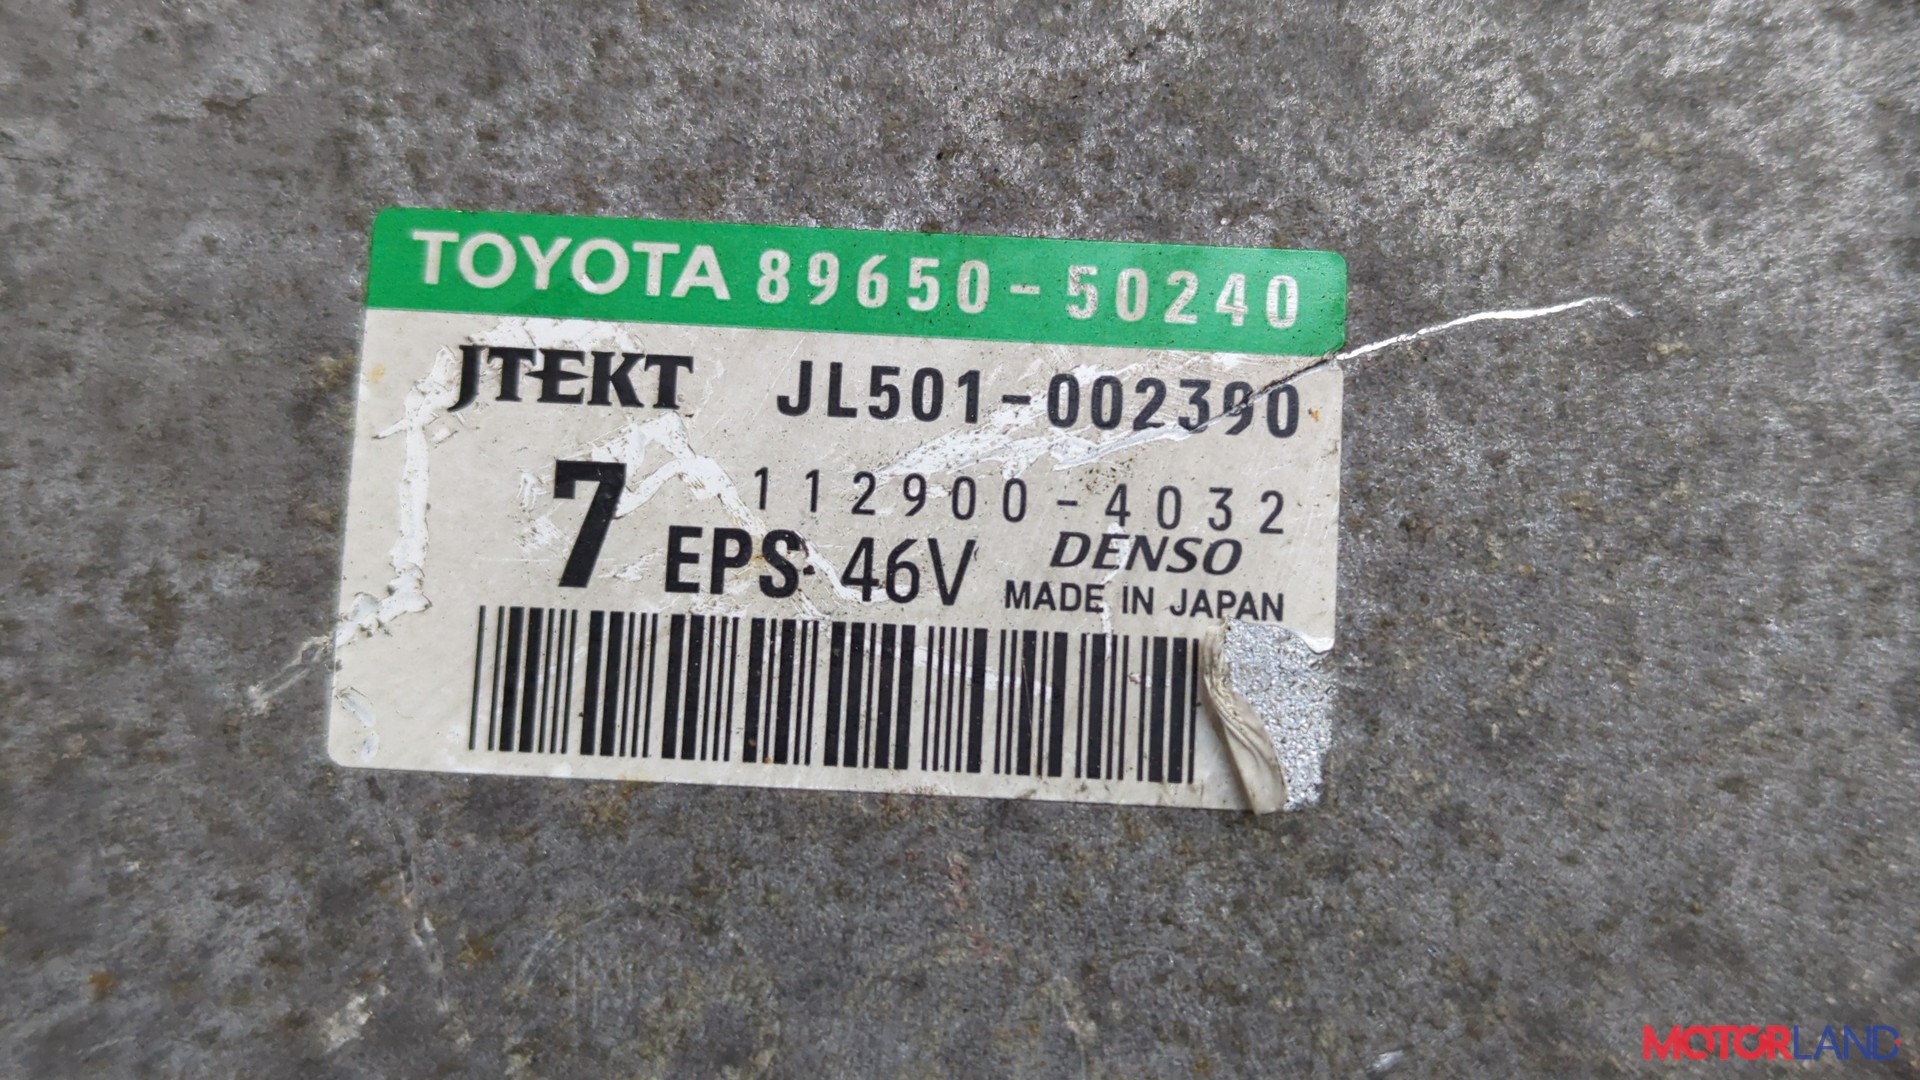 TOYOTA 89650-50240
JTEKT JL501-002390
112900-4032
7 EPS 46V DENSO
MADE IN JAPAN
MOTORLAND